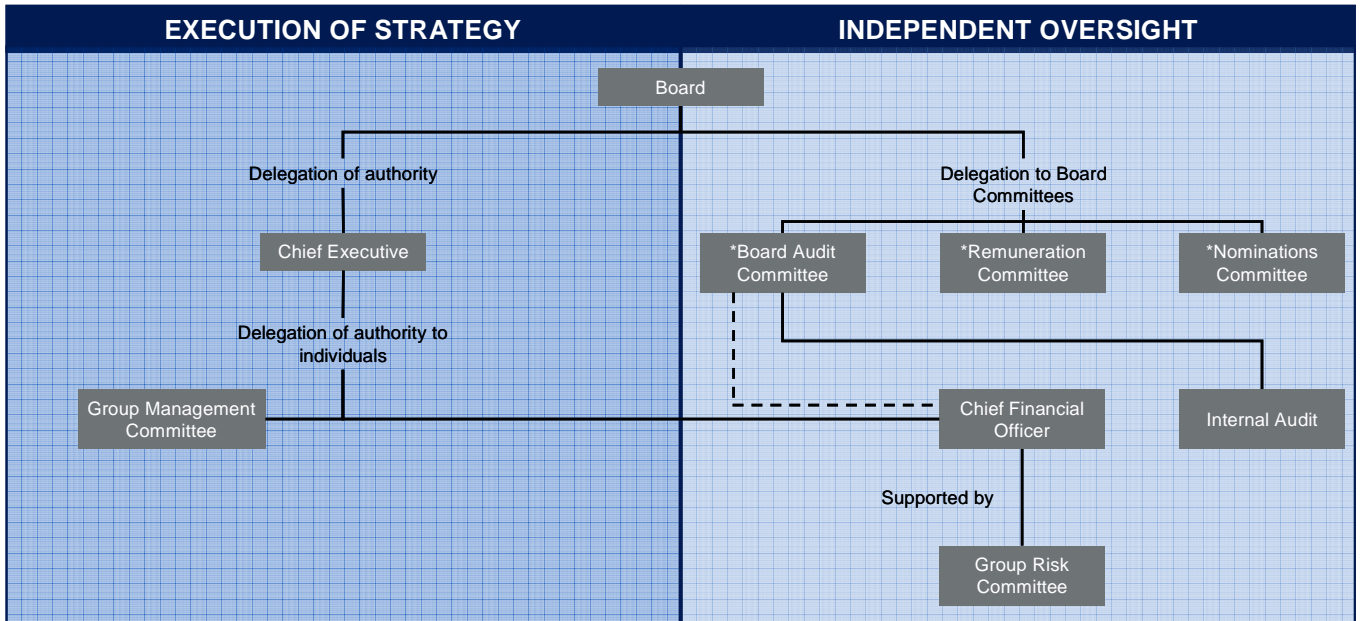 EXECUTION OF STRATEGY
INDEPENDENT OVERSIGHT
Board
Delegation of authority
Delegation to Board
Committees
Chief Executive
*Board Audit
Committee
*Remuneration
Committee
*Nominations
Committee
Delegation of authority to
individuals
Group Management
Committee
Chief Financial
Officer
Internal Audit
Supported by
Group Risk
Committee